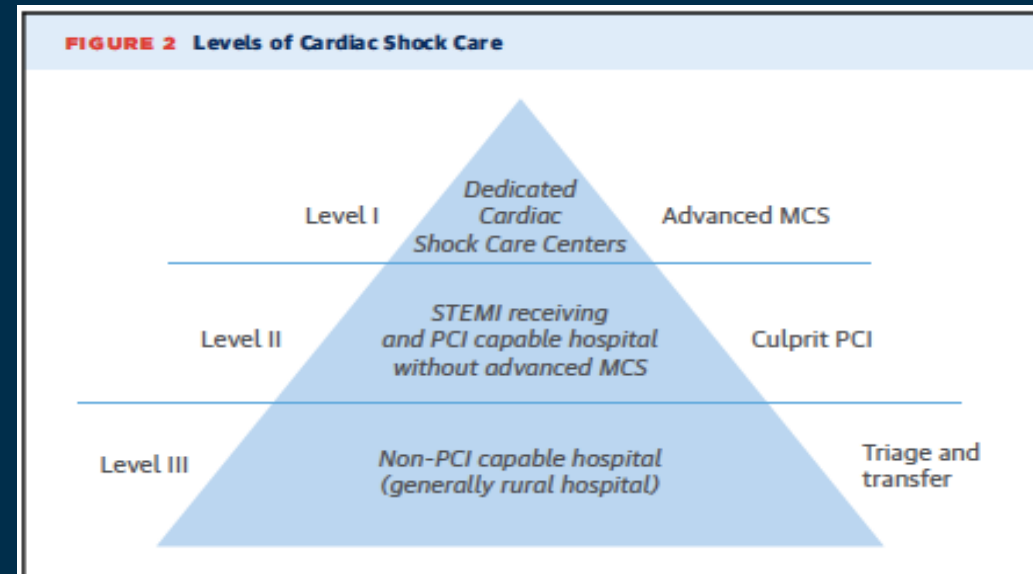 FIGURE 2 Levels of Cardiac Shock Care
Level I
Dedicated
Cardiac
Shock Care Centers
Advanced MCS
Level II
STEMI receiving
and PCI capable hospital
without advanced MCS
Culprit PCI
Level III
Non-PCI capable hospital
(generally rural hospital)
Triage and
transfer